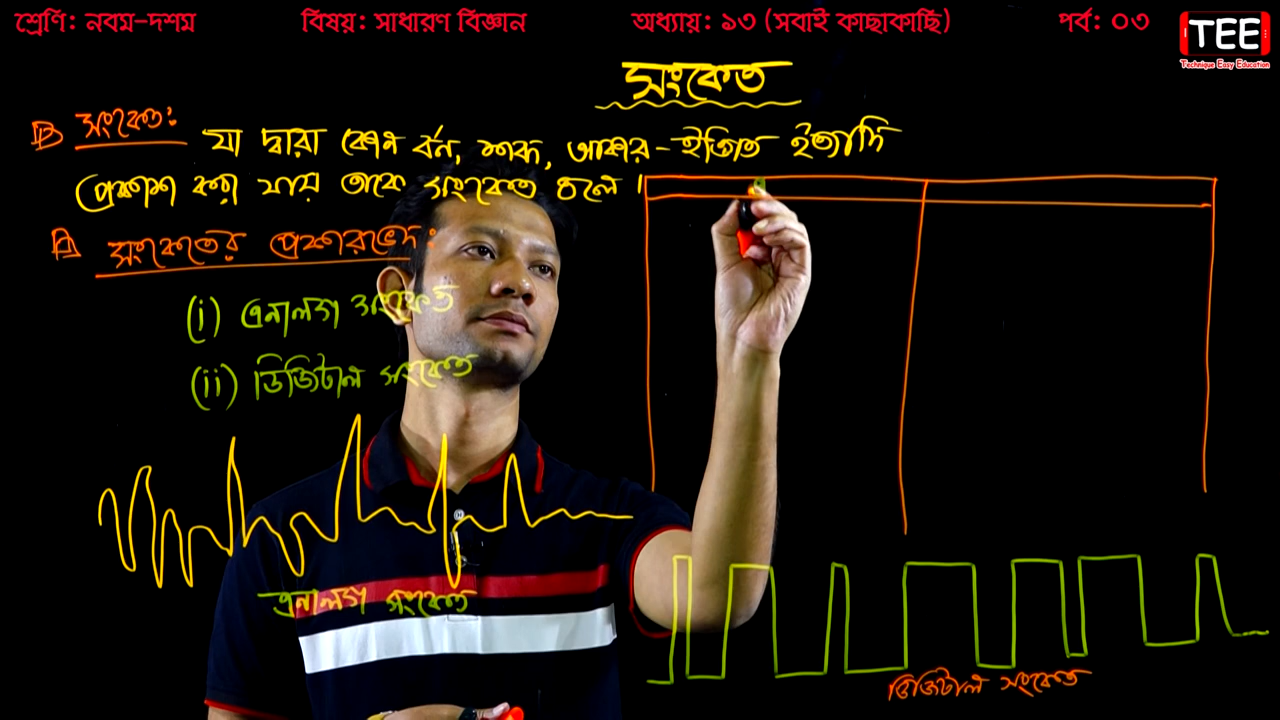 শ্রেণি: নবম-দশম বিষয়: সাধারণ বিজ্ঞান অধ্যায়: ১৩ (সবাই কাছাকাছি) পর্ব: ০৩
TEE
Technique Easy Education
সংকেত
সংকেত:
যা দ্বারা কোন বর্ন, শব্দ, আকার-ইঙ্গিত ইত্যাদি
প্রকাশ করা যায় তাকে সংকেত বলে।
সংকেতের প্রকারভেদ:
(i) এনালগ সংকেত
(ii) ডিজিটাল সংকেত
এনালগ সংকেত
ডিজিটাল সংকেত